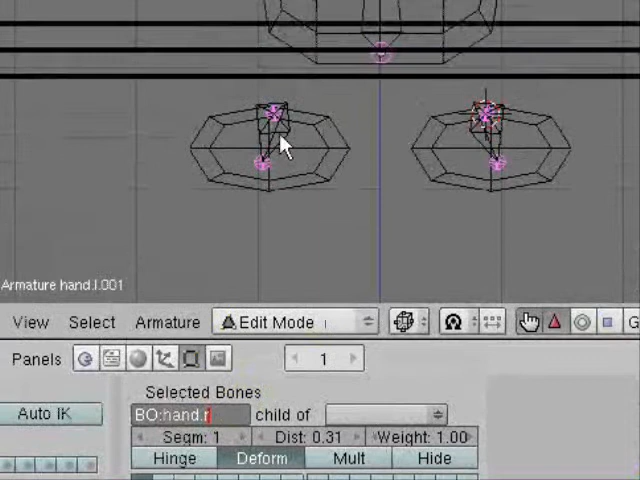 Armature hand.l.001
View Select Armature Edit Mode G
Panels 1
Selected Bones
Auto IK BO:hand.r child of
Segm: 1 Dist: 0.31 Weight: 1.00
Hinge Deform Mult Hide